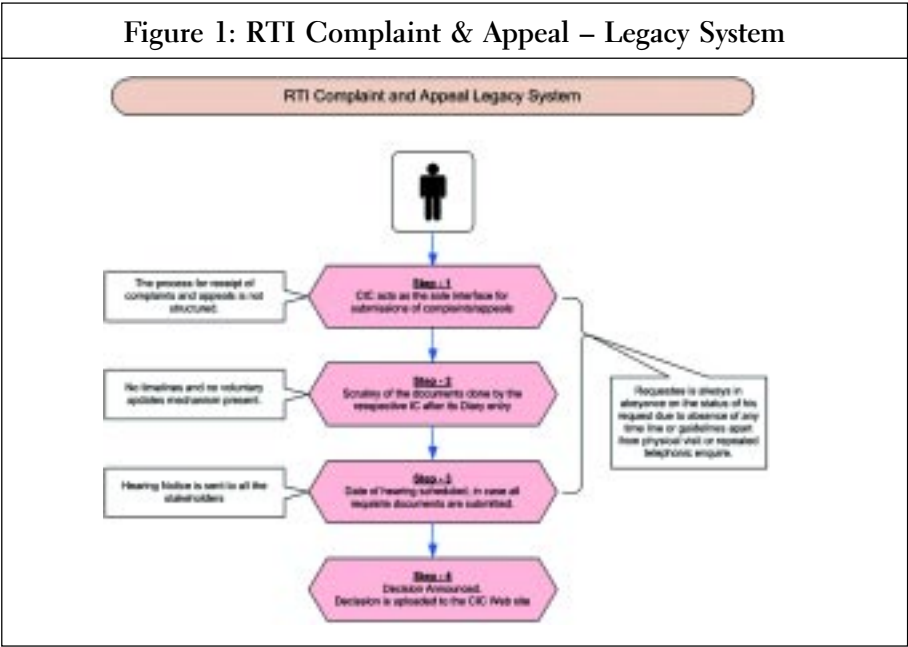 Figure 1: RTI Complaint & Appeal – Legacy System
RTI Complaint and Appeal Legacy System
The process for receipt of
complaints and appeals is not
structured.
Step - 1
CIC acts as the sole interface for
submissions of complaints/appeals
No timelines and no voluntary
updates mechanism present.
Step - 2
Scrutiny of the documents done by the
respective IC after its Diary entry
Requestee is always in
abeyance on the status of his
request due to absence of any
time line or guidelines apart
from physical visit or repeated
telephonic enquire.
Hearing Notice is sent to all the
stakeholders
Step - 3
Date of hearing scheduled, in case all
requisite documents are submitted.
Step - 4
Decision Announced.
Decission is uploaded to the CIC Web site